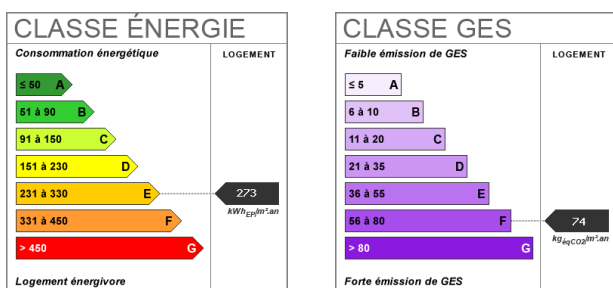 CLASSE ÉNERGIE
Consommation énergétique
LOGEMENT
≤ 50 A
51 à 90 B
91 à 150 C
151 à 230 D
231 à 330 E
273
kWhEP/m².an
331 à 450 F
> 450 G
Logement énergivore
CLASSE GES
Faible émission de GES
LOGEMENT
≤ 5 A
6 à 10 B
11 à 20 C
21 à 35 D
36 à 55 E
56 à 80 F
74
kgéqCO2/m².an
> 80 G
Forte émission de GES